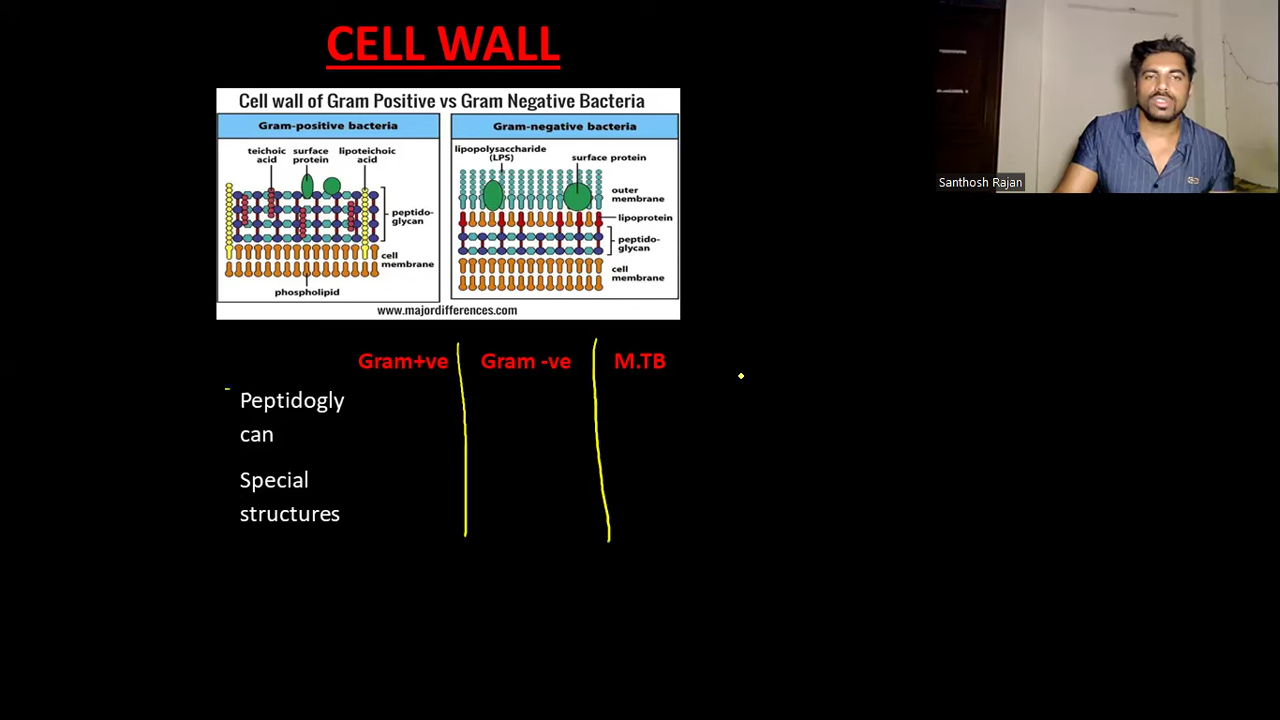 CELL WALL
Cell wall of Gram Positive vs Gram Negative Bacteria
Gram-positive bacteria
teichoic
acid
surface
protein
lipoteichoic
acid
peptido-
glycan
cell
membrane
phospholipid
Gram-negative bacteria
lipopolysaccharide
(LPS)
surface protein
outer
membrane
lipoprotein
peptido-
glycan
cell
membrane
www.majordifferences.com
Santhosh Rajan
Gram+ve Gram -ve M.TB
Peptidogly
can
Special
structures